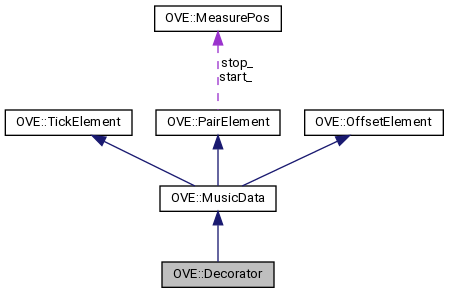 OVE::MeasurePos
stop_
start_
OVE::TickElement
OVE::PairElement
OVE::OffsetElement
OVE::MusicData
OVE::Decorator